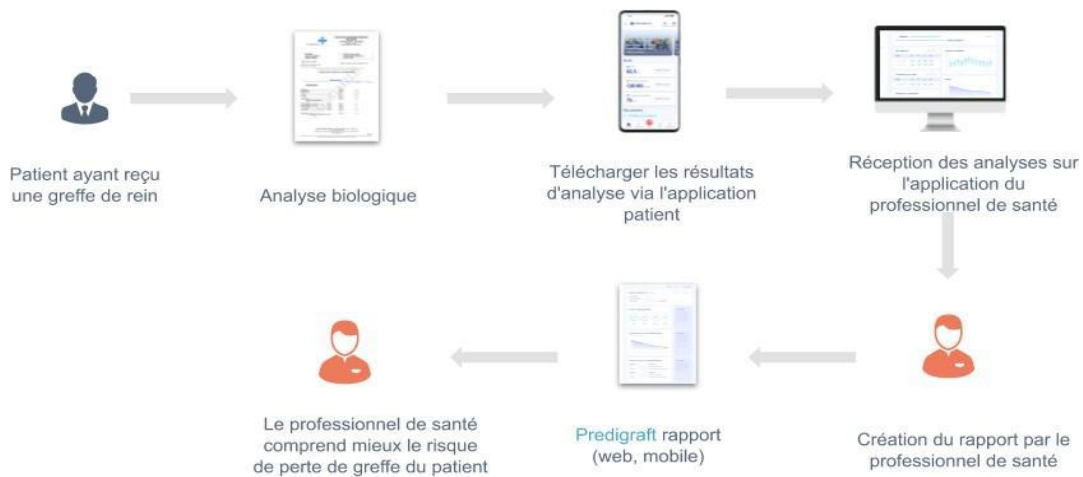 Patient ayant reçu
une greffe de rein
Analyse biologique
Télécharger les résultats
d'analyse via l'application
patient
Réception des analyses sur
l'application du
professionnel de santé
Création du rapport par le
professionnel de santé
Predigraft rapport
(web, mobile)
Le professionnel de santé
comprend mieux le risque
de perte de greffe du patient